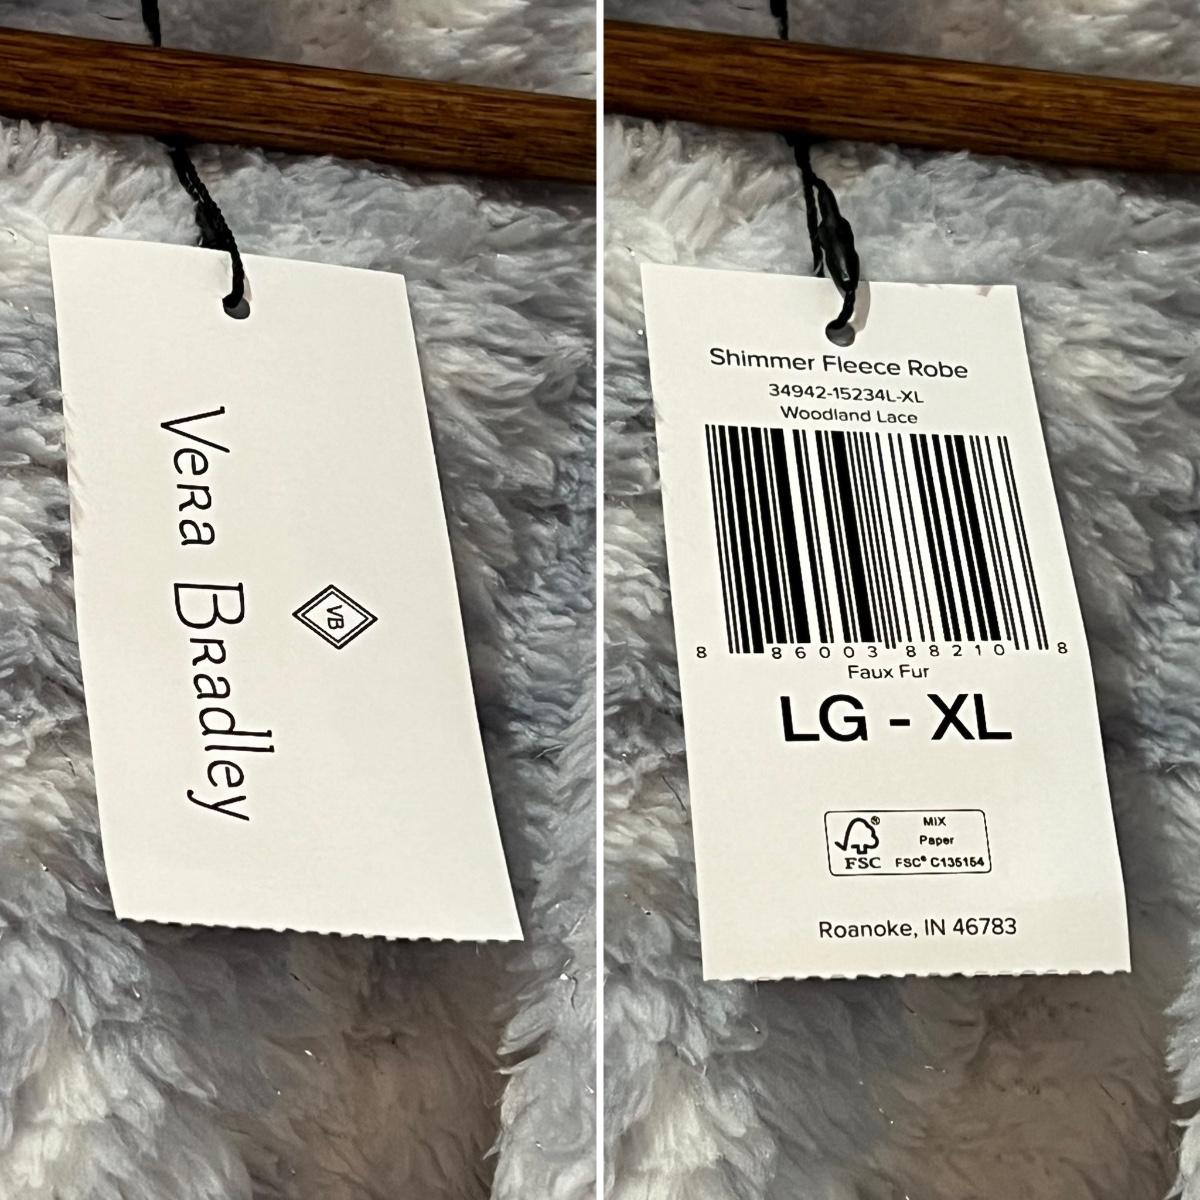 Vera Bradley
VB
Shimmer Fleece Robe
34942-15234L-XL
Woodland Lace
8 86003 88210 8
Faux Fur
LG - XL
FSC®
MIX
Paper
FSC® C135154
Roanoke, IN 46783